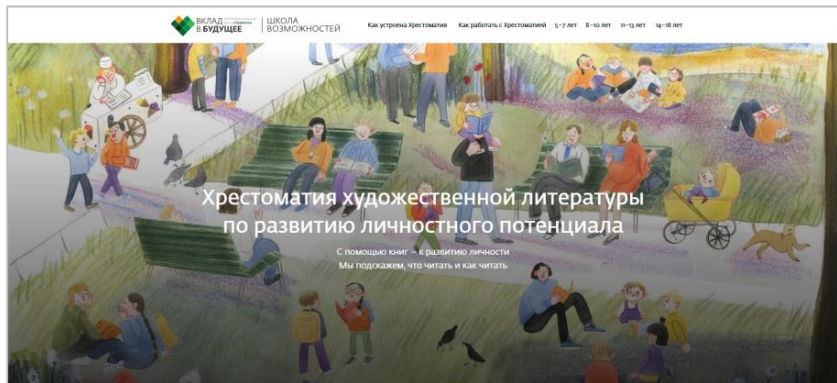 ВКЛАД
В БУДУЩЕЕ
ШКОЛА
ВОЗМОЖНОСТЕЙ
Как устроена Хрестоматия Как работать с Хрестоматией 5–7 лет 8–10 лет 11–13 лет 14–18 лет
Хрестоматия художественной литературы
по развитию личностного потенциала
С помощью книг – к развитию личности
Мы подскажем, что читать и как читать